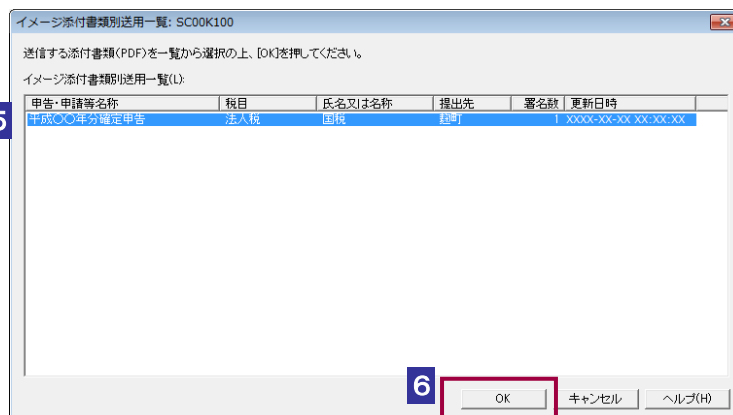 イメージ添付書類別送用一覧: SC00K100
送信する添付書類(PDF)を一覧から選択の上、[OK]を押してください。
イメージ添付書類別送用一覧(L):
申告・申請等名称 税目 氏名又は名称 提出先 署名数 更新日時
5
平成〇〇年分確定申告 法人税 国税 麹町 1 XXXX-XX-XX XX:XX:XX
6
OK キャンセル ヘルプ(H)